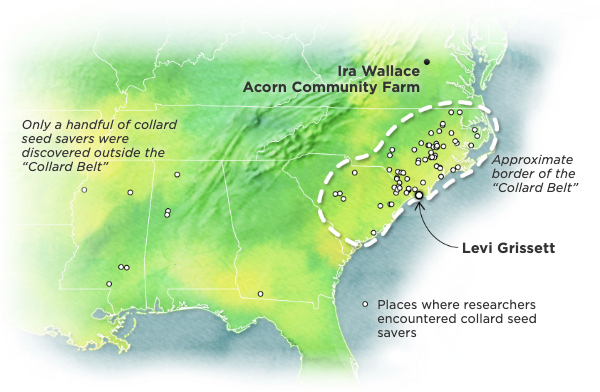 Ira Wallace
Acorn Community Farm
Only a handful of collard
seed savers were
discovered outside the
“Collard Belt”
Approximate
border of the
“Collard Belt”
Levi Grissett
Places where researchers
encountered collard seed
savers